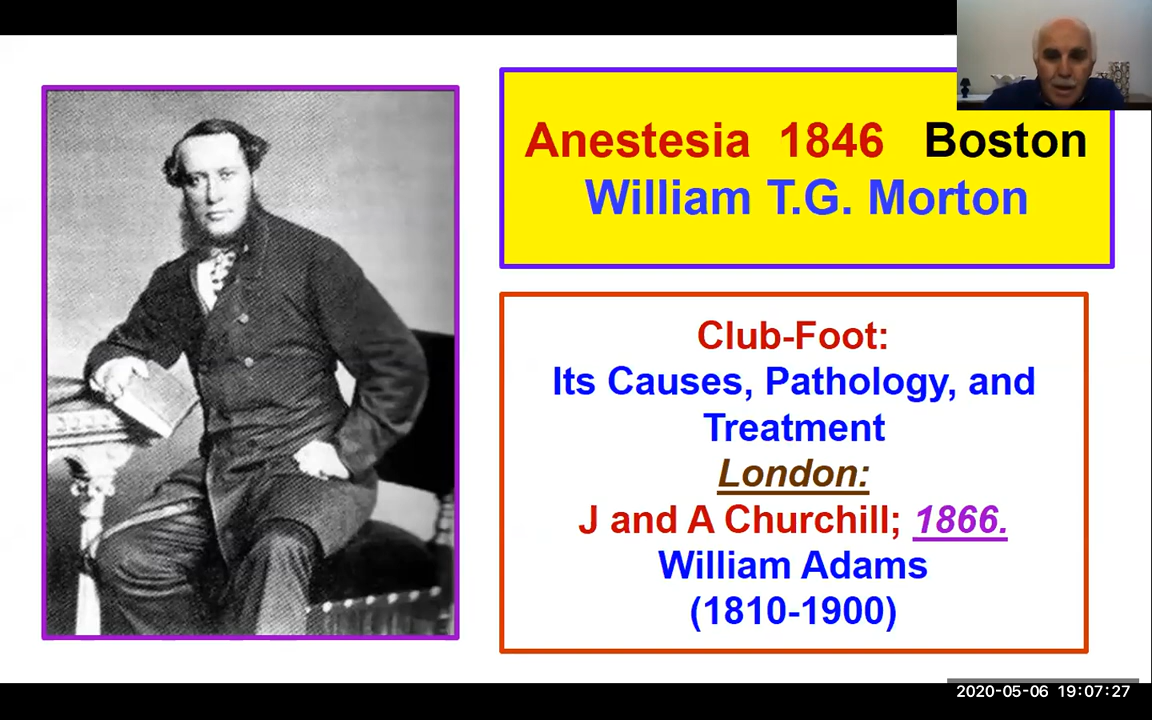 Anestesia 1846 Boston
William T.G. Morton
Club-Foot:
Its Causes, Pathology, and
Treatment
London:
J and A Churchill; 1866.
William Adams
(1810-1900)
2020-05-06 19:07:27